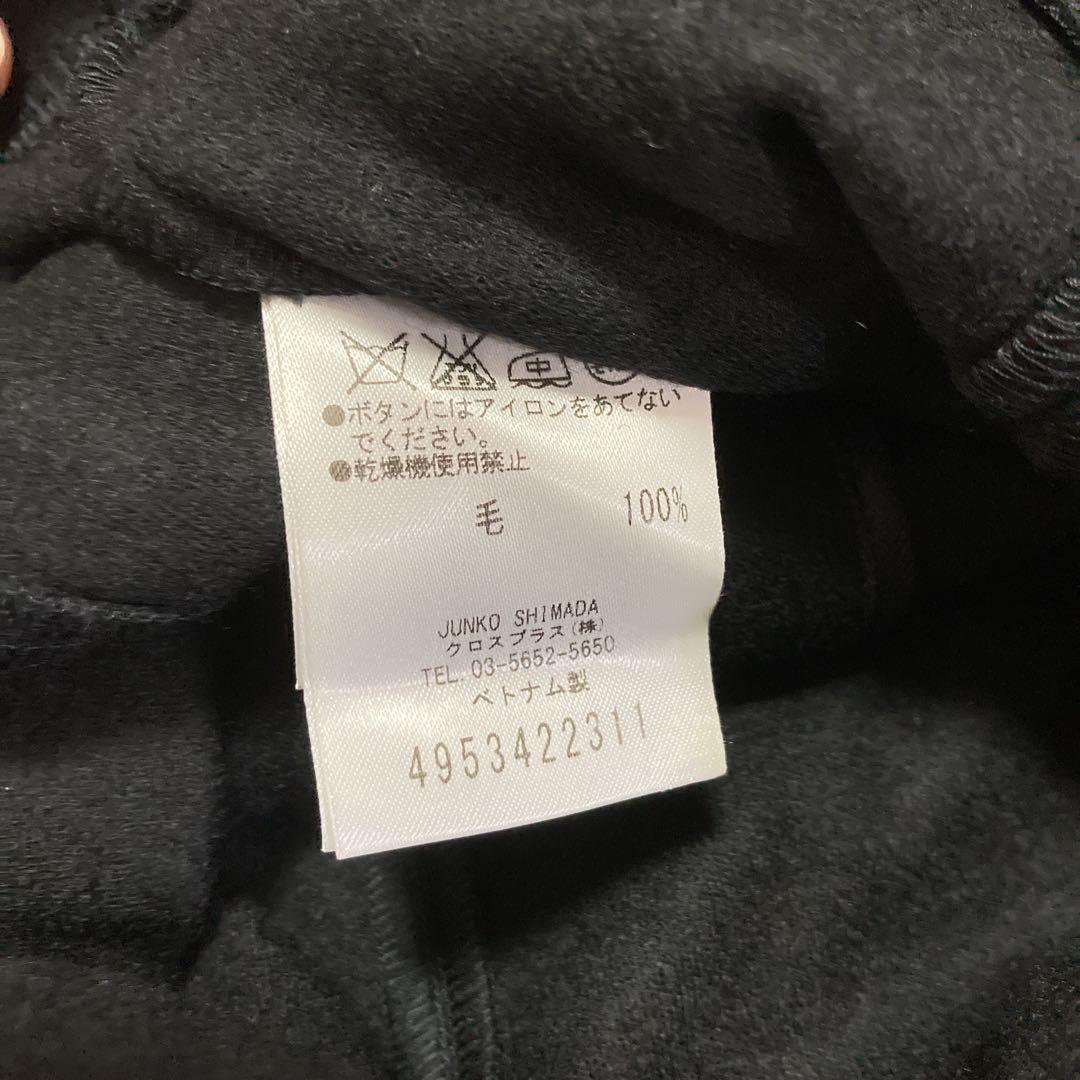 中
●ボタンにはアイロンをあてない
でください。
●乾燥機使用禁止
毛 100%
JUNKO SHIMADA
クロスプラス(株)
TEL. 03-5652-5650
ベトナム製
4953422311